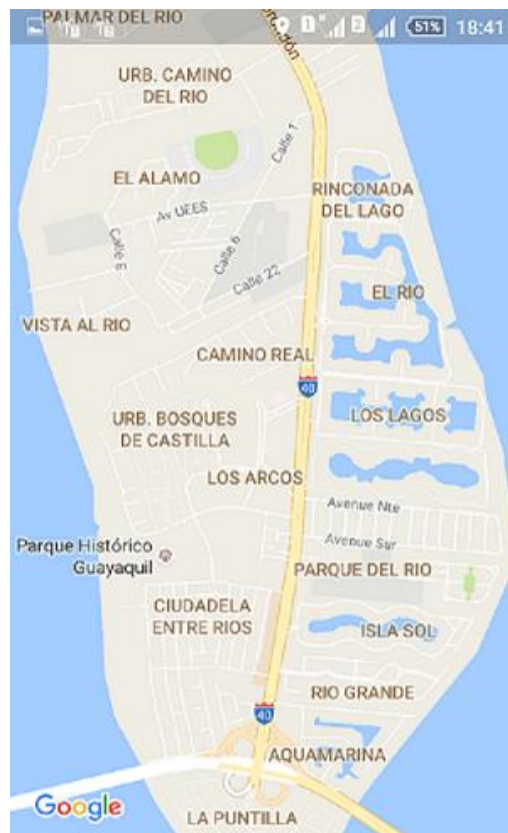 PALMAR DEL RIO
1
2
51%
18:41
URB. CAMINO
DEL RIO
Calle 1
EL ALAMO
RINCONADA
DEL LAGO
Av UEES
Calle E
Calle 6
Calle 22
EL RIO
VISTA AL RIO
CAMINO REAL
40
URB. BOSQUES
DE CASTILLA
LOS LAGOS
LOS ARCOS
Avenue Nte
Avenue Sur
Parque Histórico
Guayaquil
PARQUE DEL RIO
CIUDADELA
ENTRE RIOS
ISLA SOL
RIO GRANDE
40
AQUAMARINA
Google
LA PUNTILLA